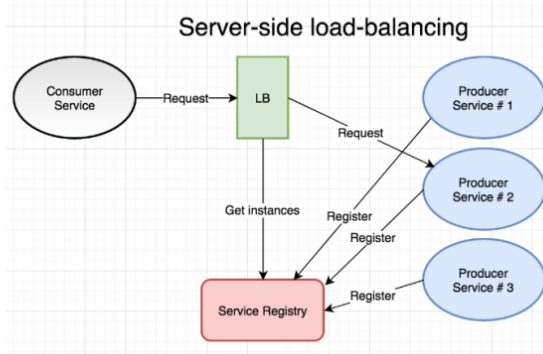 Server-side load-balancing
Consumer
Service
Request
LB
Producer
Service # 1
Request
Producer
Service # 2
Get instances
Register
Register
Producer
Service # 3
Register
Service Registry